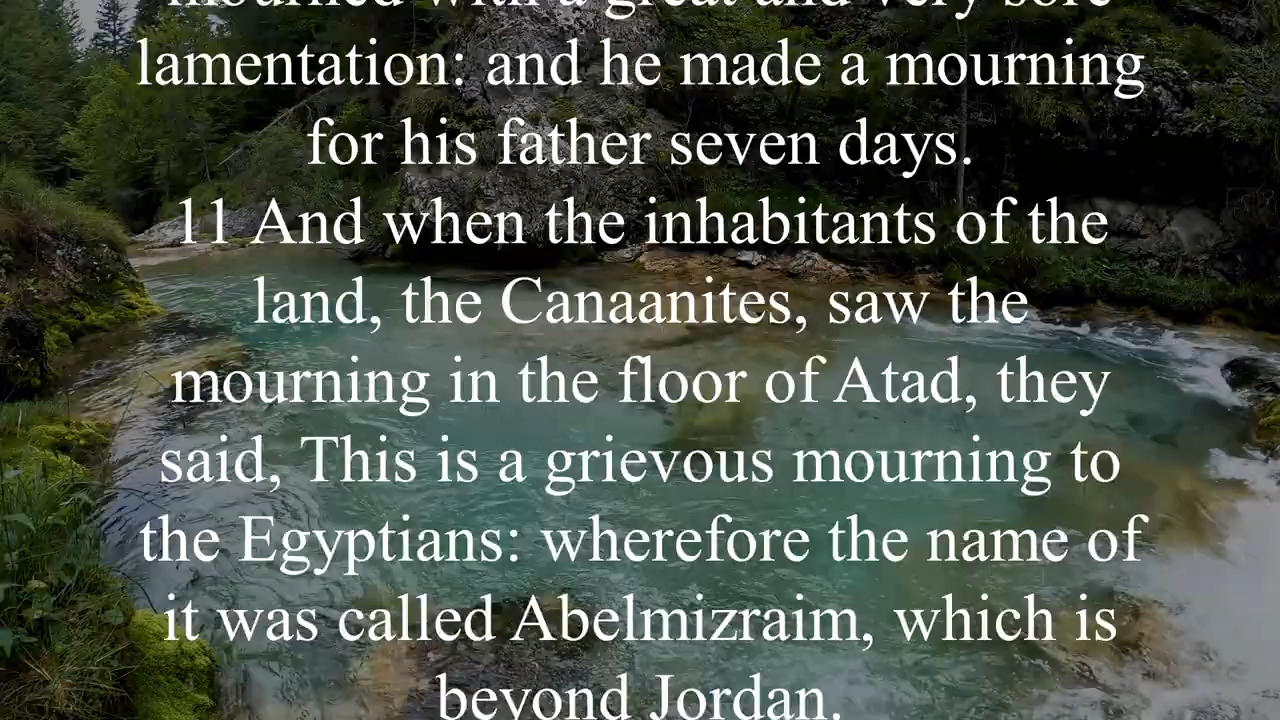 mourned with a great and very sore
lamentation: and he made a mourning
for his father seven days.
11 And when the inhabitants of the
land, the Canaanites, saw the
mourning in the floor of Atad, they
said, This is a grievous mourning to
the Egyptians: wherefore the name of
it was called Abelmizraim, which is
beyond Jordan.